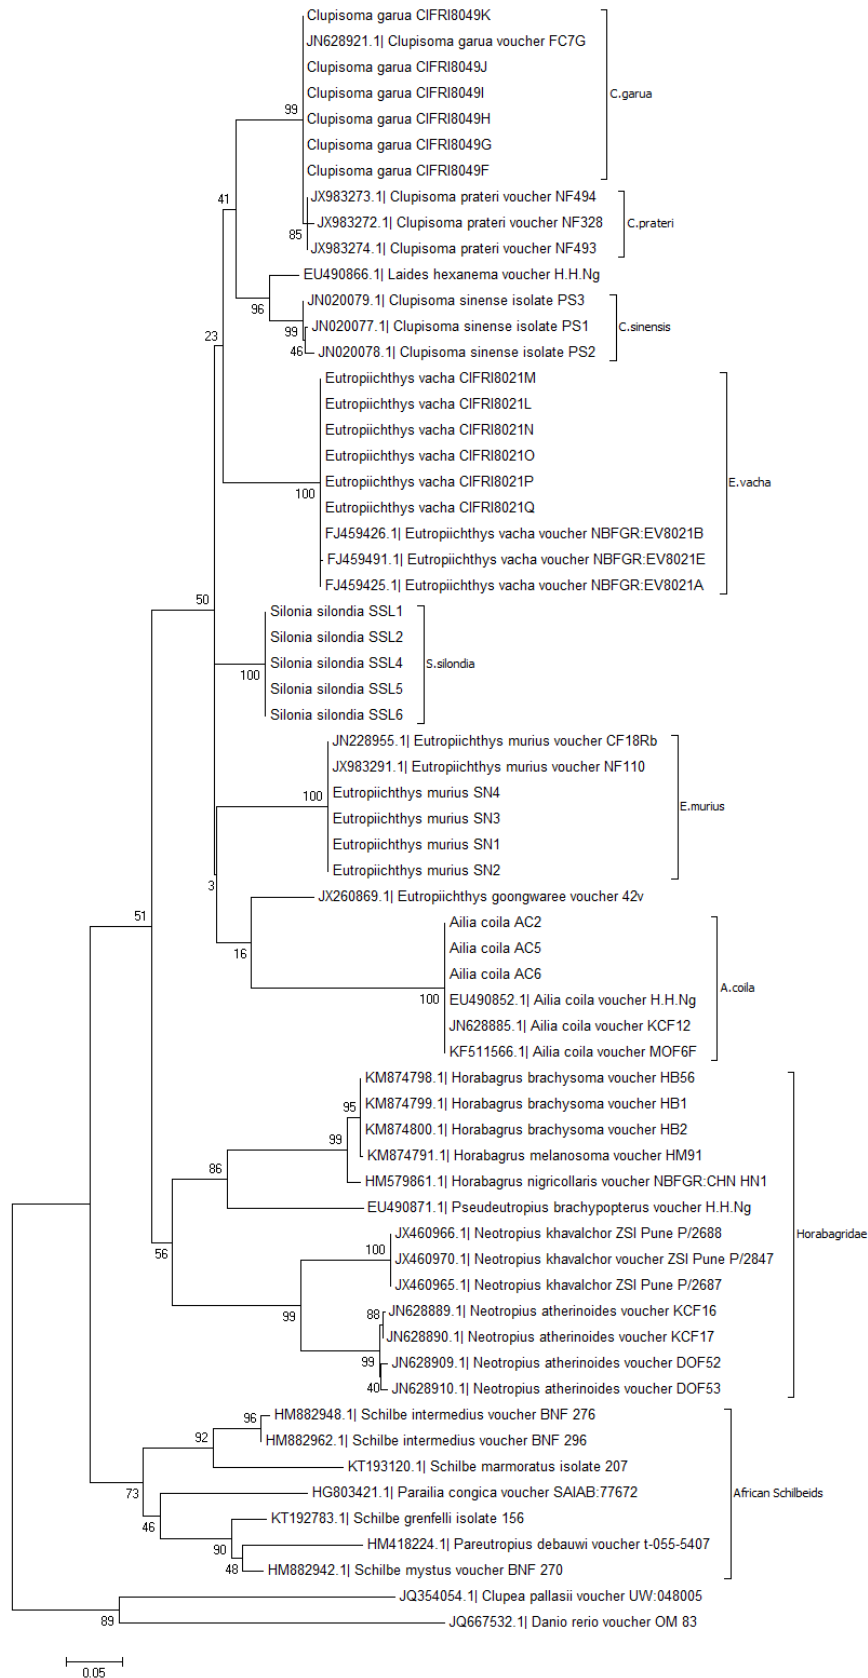 Clupisoma garua CIFRI8049K
JN628921.1| Clupisoma garua voucher FC7G
Clupisoma garua CIFRI8049J
Clupisoma garua CIFRI8049I
C.garua
99
Clupisoma garua CIFRI8049H
Clupisoma garua CIFRI8049G
Clupisoma garua CIFRI8049F
JX983273.1| Clupisoma prateri voucher NF494
41
JX983272.1| Clupisoma prateri voucher NF328
C.prateri
85
JX983274.1| Clupisoma prateri voucher NF493
EU490866.1| Laides hexanema voucher H.H.Ng
96
JN020079.1| Clupisoma sinense isolate PS3
JN020077.1| Clupisoma sinense isolate PS1
C.sinensis
99
23
46
JN020078.1| Clupisoma sinense isolate PS2
Eutropiichthys vacha CIFRI8021M
Eutropiichthys vacha CIFRI8021L
Eutropiichthys vacha CIFRI8021N
Eutropiichthys vacha CIFRI8021O
Eutropiichthys vacha CIFRI8021P
E.vacha
100
Eutropiichthys vacha CIFRI8021Q
FJ459426.1| Eutropiichthys vacha voucher NBFGR:EV8021B
FJ459491.1| Eutropiichthys vacha voucher NBFGR:EV8021E
FJ459425.1| Eutropiichthys vacha voucher NBFGR:EV8021A
50
Silonia silondia SSL1
Silonia silondia SSL2
Silonia silondia SSL4
S.silondia
100
Silonia silondia SSL5
Silonia silondia SSL6
JN228955.1| Eutropiichthys murius voucher CF18Rb
JX983291.1| Eutropiichthys murius voucher NF110
100
Eutropiichthys murius SN4
E.murius
Eutropiichthys murius SN3
Eutropiichthys murius SN1
Eutropiichthys murius SN2
3
JX260869.1| Eutropiichthys goongwaree voucher 42v
51
Ailia coila AC2
16
Ailia coila AC5
Ailia coila AC6
A.coila
100
EU490852.1| Ailia coila voucher H.H.Ng
JN628885.1| Ailia coila voucher KCF12
KF511566.1| Ailia coila voucher MOF6F
KM874798.1| Horabagrus brachysoma voucher HB56
95
KM874799.1| Horabagrus brachysoma voucher HB1
KM874800.1| Horabagrus brachysoma voucher HB2
99
KM874791.1| Horabagrus melanosoma voucher HM91
86
HM579861.1| Horabagrus nigricollaris voucher NBFGR:CHN HN1
EU490871.1| Pseudeutropius brachypopterus voucher H.H.Ng
JX460966.1| Neotropius khavalchor ZSI Pune P/2688
Horabagridae
100
56
JX460970.1| Neotropius khavalchor voucher ZSI Pune P/2847
JX460965.1| Neotropius khavalchor ZSI Pune P/2687
99
88
JN628889.1| Neotropius atherinoides voucher KCF16
JN628890.1| Neotropius atherinoides voucher KCF17
99
JN628909.1| Neotropius atherinoides voucher DOF52
40
JN628910.1| Neotropius atherinoides voucher DOF53
96
HM882948.1| Schilbe intermedius voucher BNF 276
92
HM882962.1| Schilbe intermedius voucher BNF 296
KT193120.1| Schilbe marmoratus isolate 207
73
HG803421.1| Parailia congica voucher SAIAB:77672
African Schilbeids
46
KT192783.1| Schilbe grenfelli isolate 156
90
HM418224.1| Pareutropius debauwi voucher t-055-5407
48
HM882942.1| Schilbe mystus voucher BNF 270
JQ354054.1| Clupea pallasii voucher UW:048005
89
JQ667532.1| Danio rerio voucher OM 83
0.05